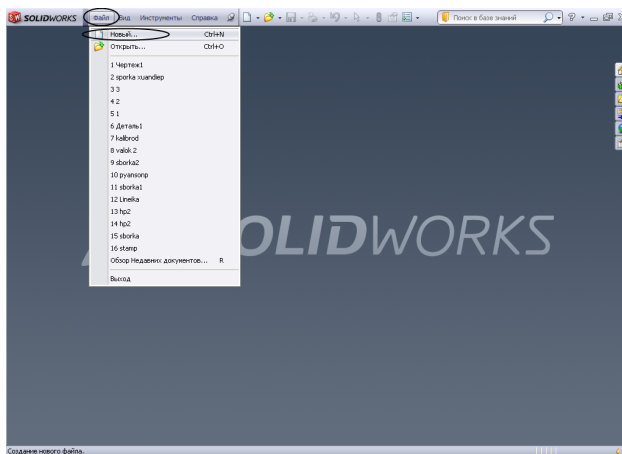 SOLIDWORKS Файл Вид Инструменты Справка Поиск в базе знаний
Новый... Ctrl+N
Открыть... Ctrl+O
1 Чертеж1
2 sporka xuandiep
3 3
4 2
5 1
6 Деталь1
7 kalibrod
8 valok 2
9 sborka2
10 pyansonp
11 sborka1
12 Lineika
13 hp2
14 hp2
15 sborka
16 stamp
Обзор Недавних документов... R
Выход
SOLIDWORKS
Создание нового файла.